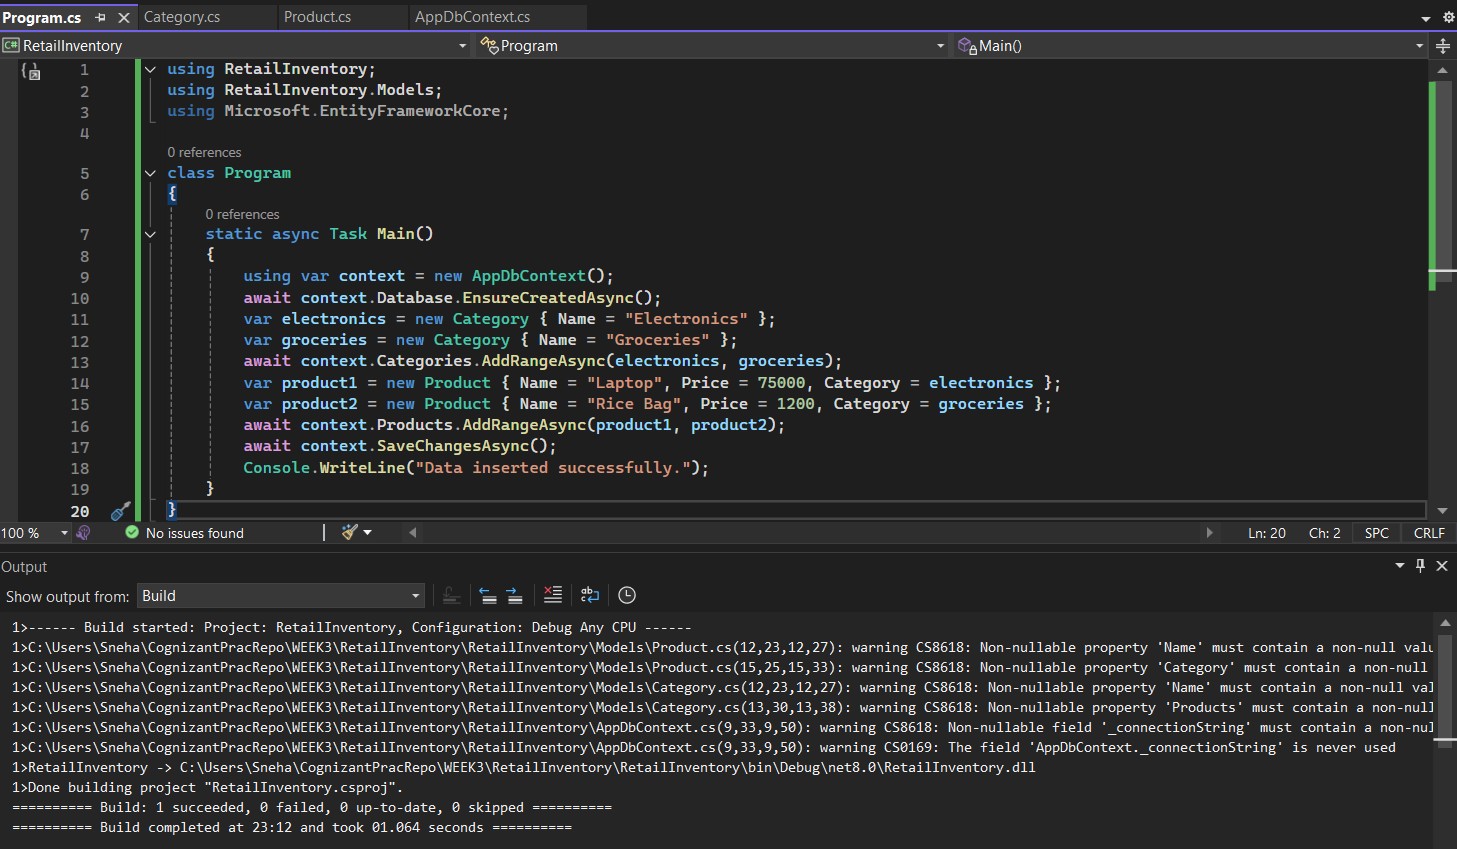 Program.cs Category.cs Product.cs AppDbContext.cs
RetailInventory Program Main()
1 using RetailInventory;
2 using RetailInventory.Models;
3 using Microsoft.EntityFrameworkCore;
4
0 references
5 class Program
6 {
0 references
7 static async Task Main()
8 {
9 using var context = new AppDbContext();
10 await context.Database.EnsureCreatedAsync();
11 var electronics = new Category { Name = "Electronics" };
12 var groceries = new Category { Name = "Groceries" };
13 await context.Categories.AddRangeAsync(electronics, groceries);
14 var product1 = new Product { Name = "Laptop", Price = 75000, Category = electronics };
15 var product2 = new Product { Name = "Rice Bag", Price = 1200, Category = groceries };
16 await context.Products.AddRangeAsync(product1, product2);
17 await context.SaveChangesAsync();
18 Console.WriteLine("Data inserted successfully.");
19 }
20 }
100 % No issues found Ln: 20 Ch: 2 SPC CRLF
Output
Show output from: Build
1>------ Build started: Project: RetailInventory, Configuration: Debug Any CPU ------
1>C:\Users\Sneha\CognizantPracRepo\WEEK3\RetailInventory\RetailInventory\Models\Product.cs(12,23,12,27): warning CS8618: Non-nullable property 'Name' must contain a non-null valu
1>C:\Users\Sneha\CognizantPracRepo\WEEK3\RetailInventory\RetailInventory\Models\Product.cs(15,25,15,33): warning CS8618: Non-nullable property 'Category' must contain a non-null
1>C:\Users\Sneha\CognizantPracRepo\WEEK3\RetailInventory\RetailInventory\Models\Category.cs(12,23,12,27): warning CS8618: Non-nullable property 'Name' must contain a non-null val
1>C:\Users\Sneha\CognizantPracRepo\WEEK3\RetailInventory\RetailInventory\Models\Category.cs(13,30,13,38): warning CS8618: Non-nullable property 'Products' must contain a non-null
1>C:\Users\Sneha\CognizantPracRepo\WEEK3\RetailInventory\RetailInventory\AppDbContext.cs(9,33,9,50): warning CS8618: Non-nullable field '_connectionString' must contain a non-nul
1>C:\Users\Sneha\CognizantPracRepo\WEEK3\RetailInventory\RetailInventory\AppDbContext.cs(9,33,9,50): warning CS0169: The field 'AppDbContext._connectionString' is never used
1>RetailInventory -> C:\Users\Sneha\CognizantPracRepo\WEEK3\RetailInventory\RetailInventory\bin\Debug\net8.0\RetailInventory.dll
1>Done building project "RetailInventory.csproj".
========== Build: 1 succeeded, 0 failed, 0 up-to-date, 0 skipped ==========
========== Build completed at 23:12 and took 01.064 seconds ==========